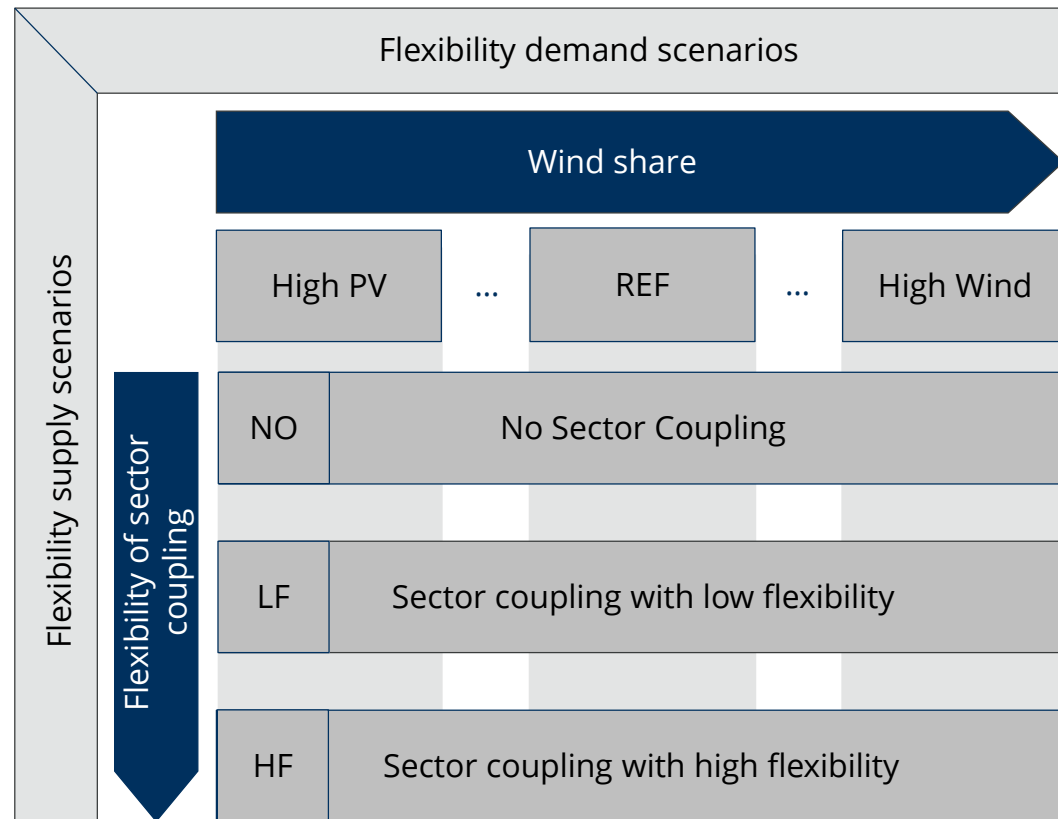 Flexibility demand scenarios
Flexibility supply scenarios
Wind share
High PV
...
REF
...
High Wind
Flexibility of sector
coupling
NO
No Sector Coupling
LF
Sector coupling with low flexibility
HF
Sector coupling with high flexibility